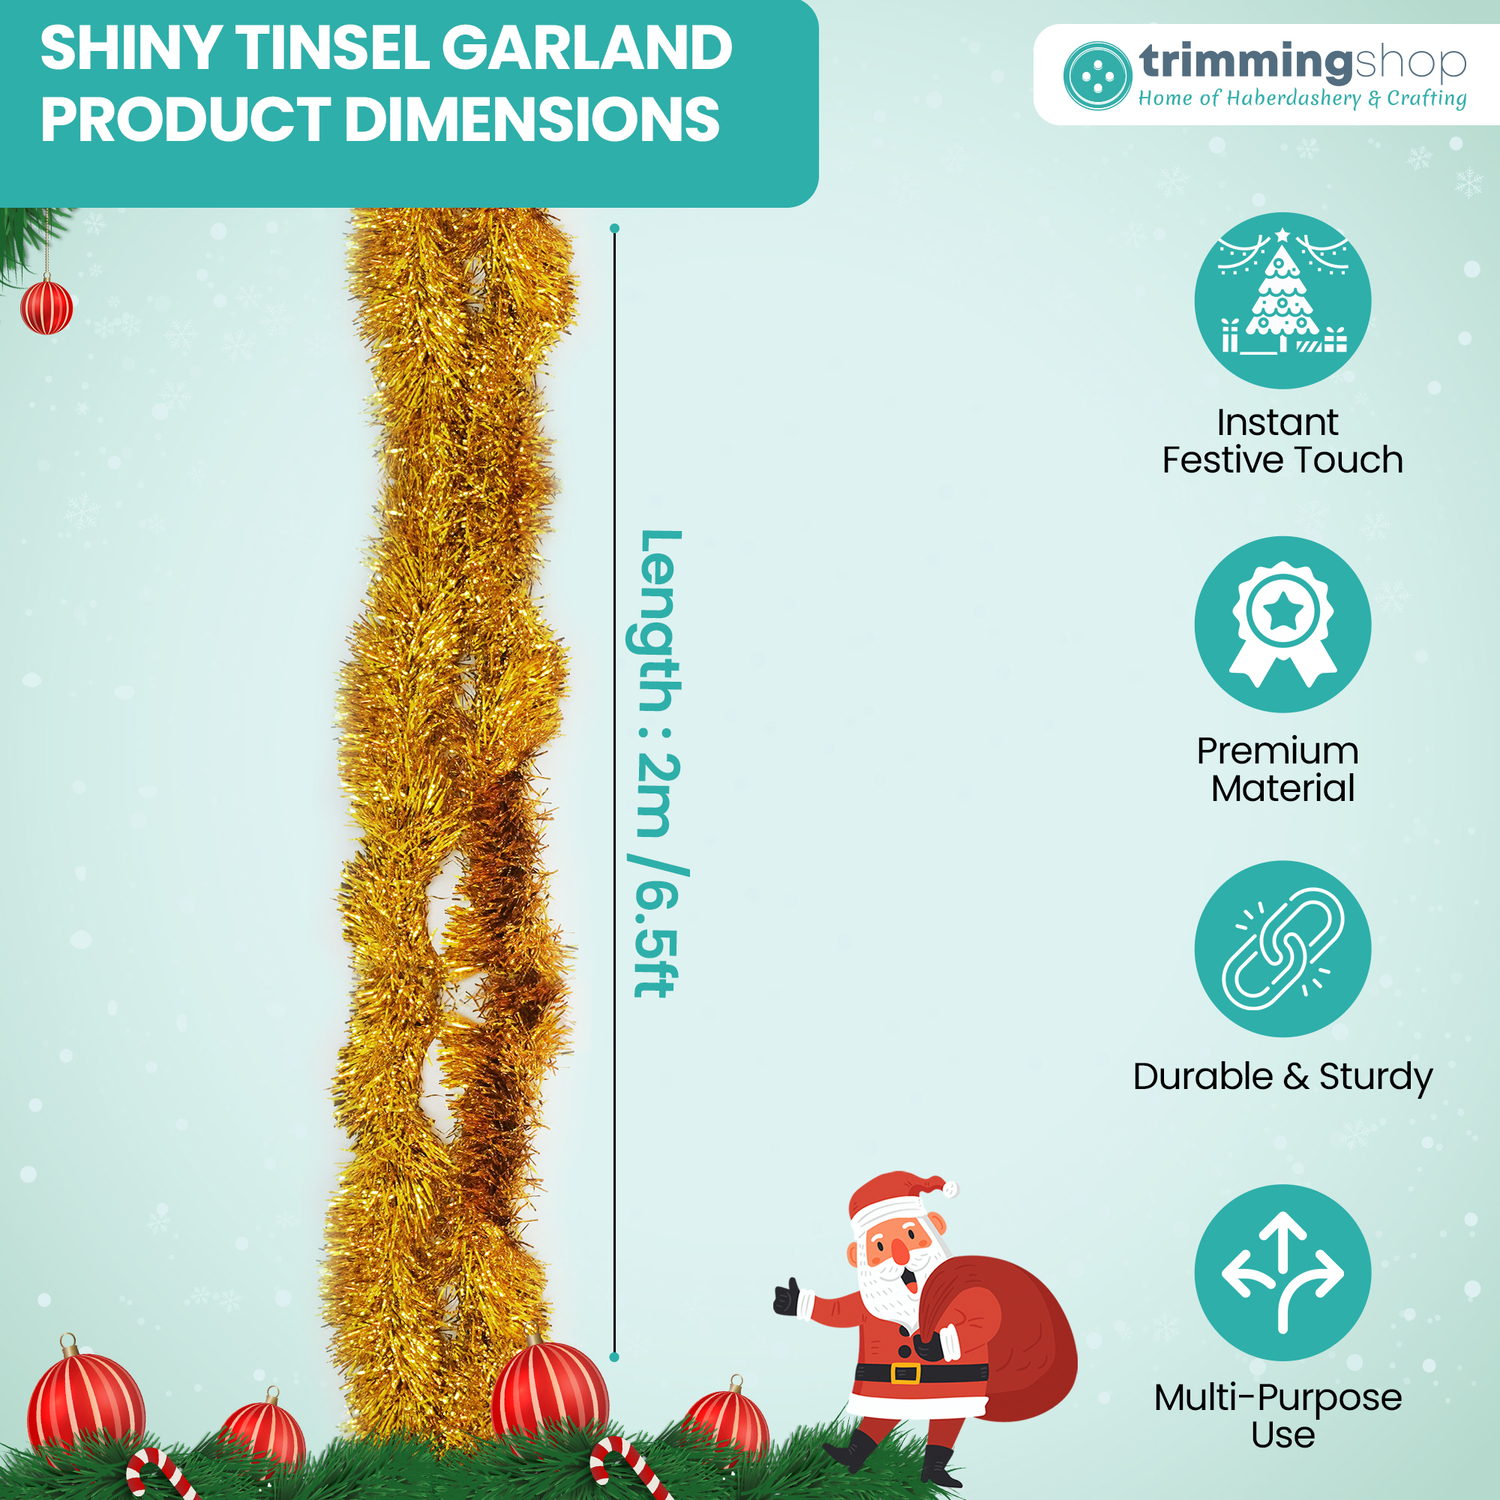 SHINY TINSEL GARLAND
PRODUCT DIMENSIONS
trimmingshop
Home of Haberdashery & Crafting
Length : 2m /6.5ft
Instant
Festive Touch
Premium
Material
Durable & Sturdy
Multi-Purpose
Use